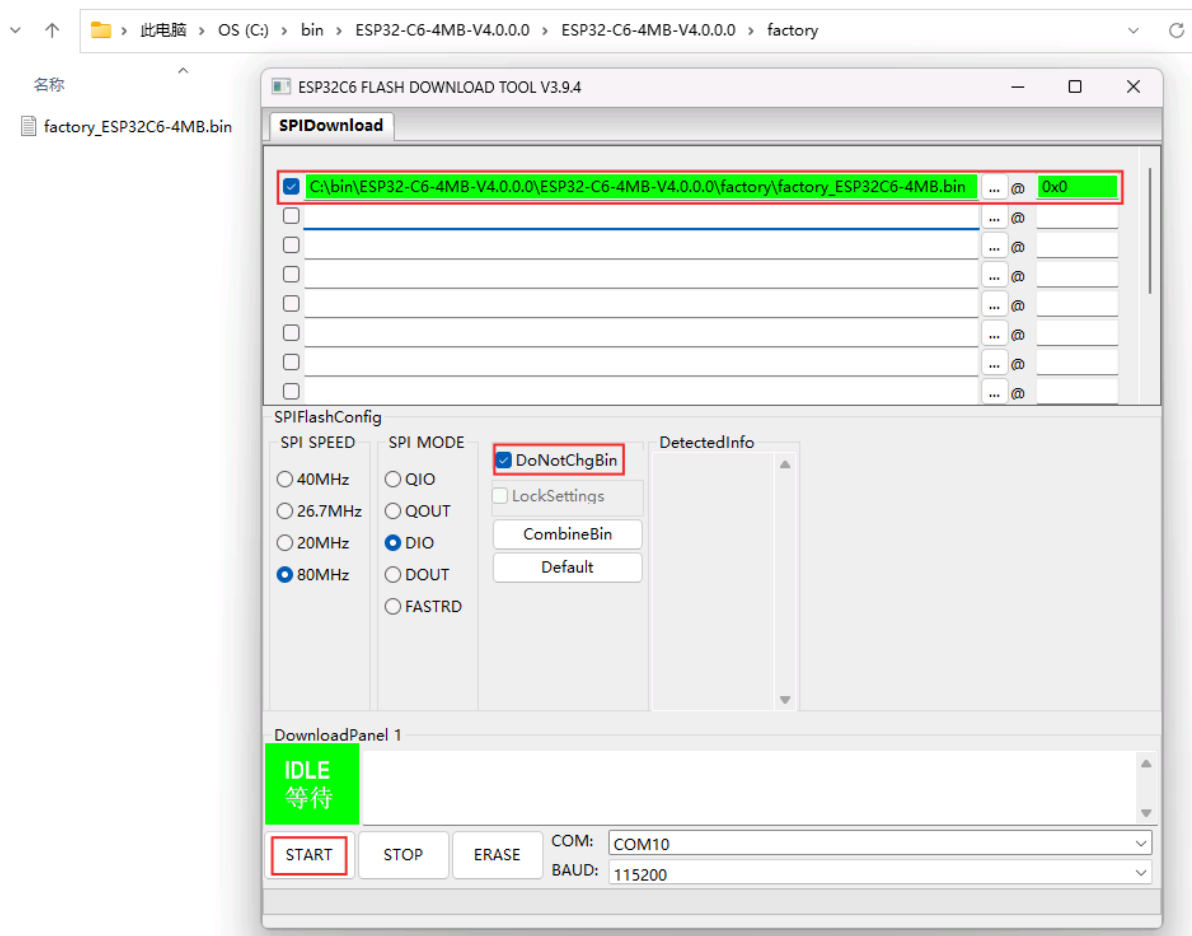 此电脑 › OS (C:) › bin › ESP32-C6-4MB-V4.0.0.0 › ESP32-C6-4MB-V4.0.0.0 › factory
名称
factory_ESP32C6-4MB.bin
ESP32C6 FLASH DOWNLOAD TOOL V3.9.4
SPIDownload
C:\bin\ESP32-C6-4MB-V4.0.0.0\ESP32-C6-4MB-V4.0.0.0\factory\factory_ESP32C6-4MB.bin ... @ 0x0
... @
... @
... @
... @
... @
... @
... @
SPIFlashConfig
SPI SPEED
40MHz
26.7MHz
20MHz
80MHz
SPI MODE
QIO
QOUT
DIO
DOUT
FASTRD
DoNotChgBin
LockSettings
CombineBin
Default
DetectedInfo
DownloadPanel 1
IDLE
等待
START STOP ERASE
COM: COM10
BAUD: 115200